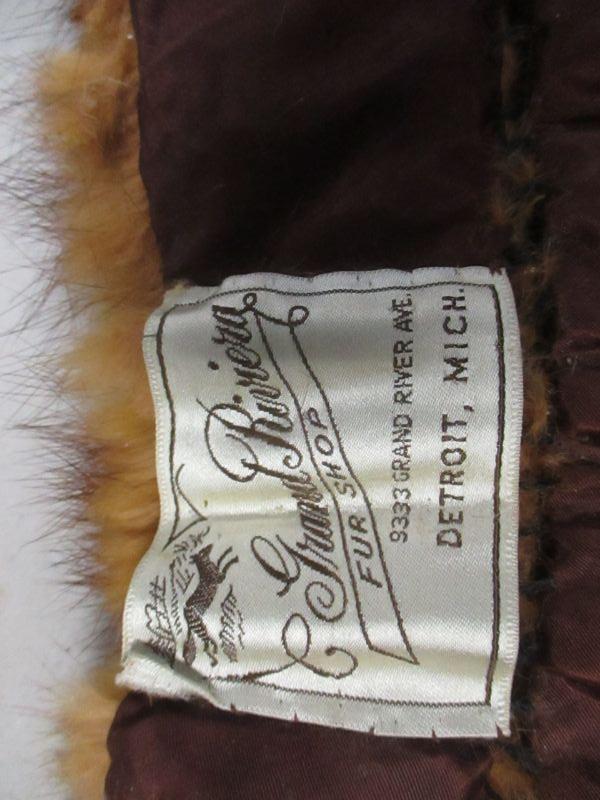 Grand Riviera
FUR SHOP
9333 GRAND RIVER AVE.
DETROIT, MICH.